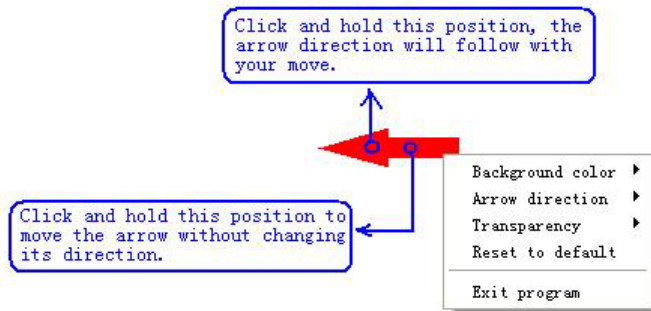 Click and hold this position, the
arrow direction will follow with
your move.
Background color
Arrow direction
Transparency
Reset to default
Exit program
Click and hold this position to
move the arrow without changing
its direction.